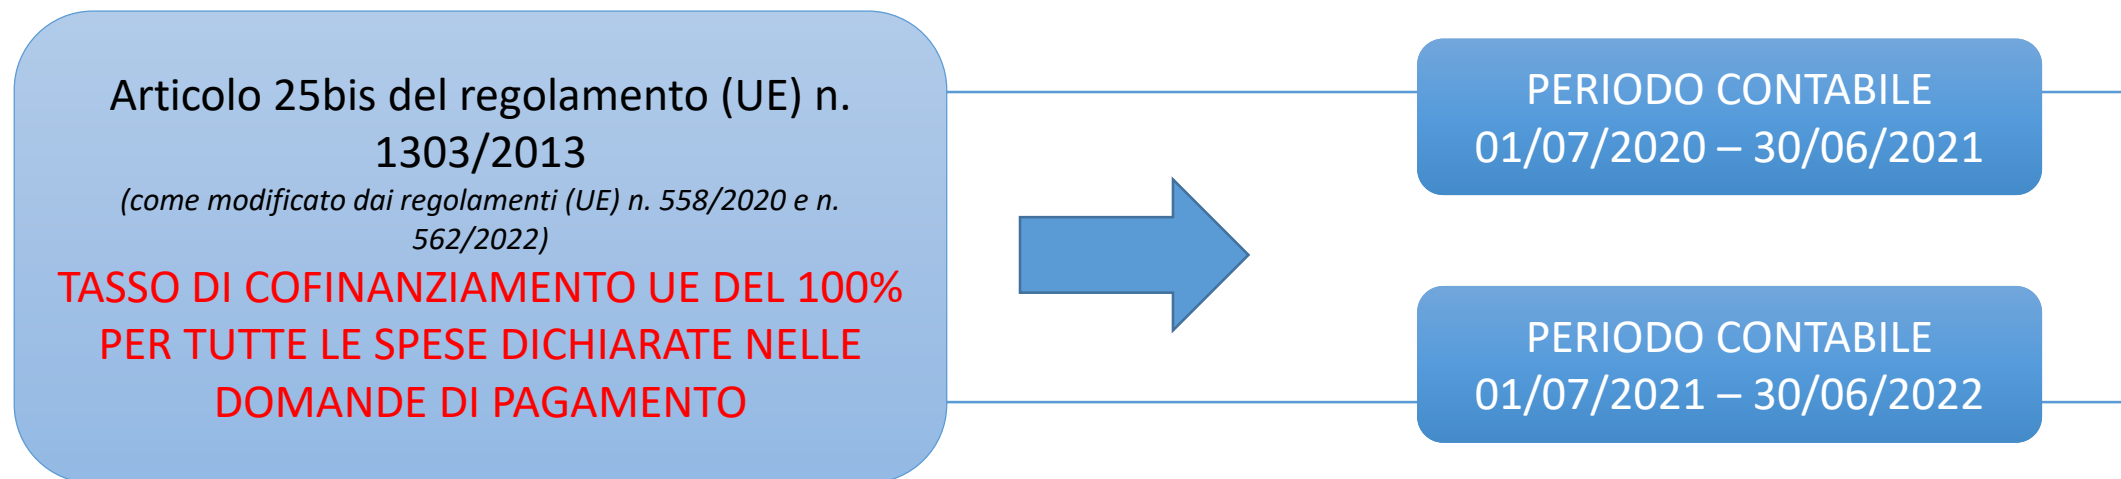 Articolo 25bis del regolamento (UE) n.
1303/2013
(come modificato dai regolamenti (UE) n. 558/2020 e n.
562/2022)
TASSO DI COFINANZIAMENTO UE DEL 100%
PER TUTTE LE SPESE DICHIARATE NELLE
DOMANDE DI PAGAMENTO
PERIODO CONTABILE
01/07/2020 – 30/06/2021
PERIODO CONTABILE
01/07/2021 – 30/06/2022